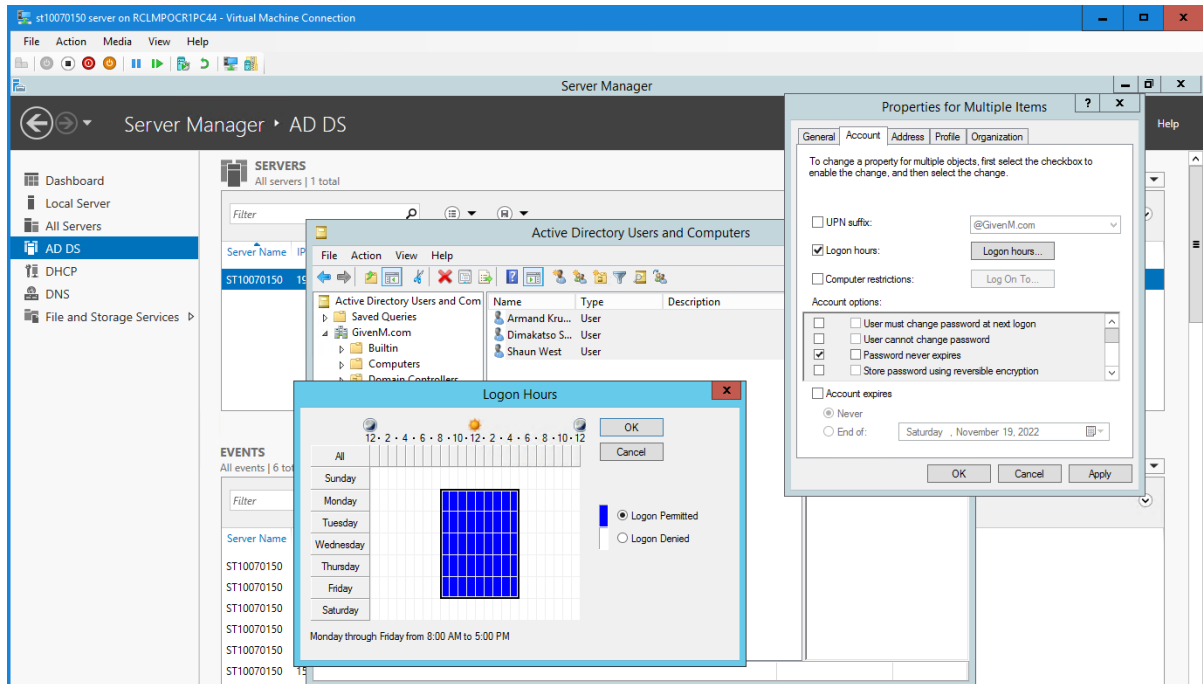 st10070150 server on RCLMPOCR1PC44 - Virtual Machine Connection
File Action Media View Help
Server Manager
Server Manager • AD DS
Help
Dashboard
Local Server
All Servers
AD DS
DHCP
DNS
File and Storage Services
SERVERS
All servers | 1 total
Filter
Server Name IP
ST10070150 19
EVENTS
All events | 6 tot
Filter
Server Name
ST10070150
ST10070150
ST10070150
ST10070150
ST10070150
ST10070150 15
Active Directory Users and Computers
File Action View Help
Active Directory Users and Com
Saved Queries
GivenM.com
Builtin
Computers
Domain Controllers
Name Type Description
Armand Kru... User
Dimakatso S... User
Shaun West User
Logon Hours
12 • 2 • 4 • 6 • 8 • 10 • 12 • 2 • 4 • 6 • 8 • 10 • 12
All
Sunday
Monday
Tuesday
Wednesday
Thursday
Friday
Saturday
OK
Cancel
Logon Permitted
Logon Denied
Monday through Friday from 8:00 AM to 5:00 PM
Properties for Multiple Items ? X
General Account Address Profile Organization
To change a property for multiple objects, first select the checkbox to
enable the change, and then select the change.
UPN suffix: @GivenM.com
Logon hours: Logon hours...
Computer restrictions: Log On To...
Account options:
User must change password at next logon
User cannot change password
Password never expires
Store password using reversible encryption
Account expires
Never
End of: Saturday , November 19, 2022
OK Cancel Apply